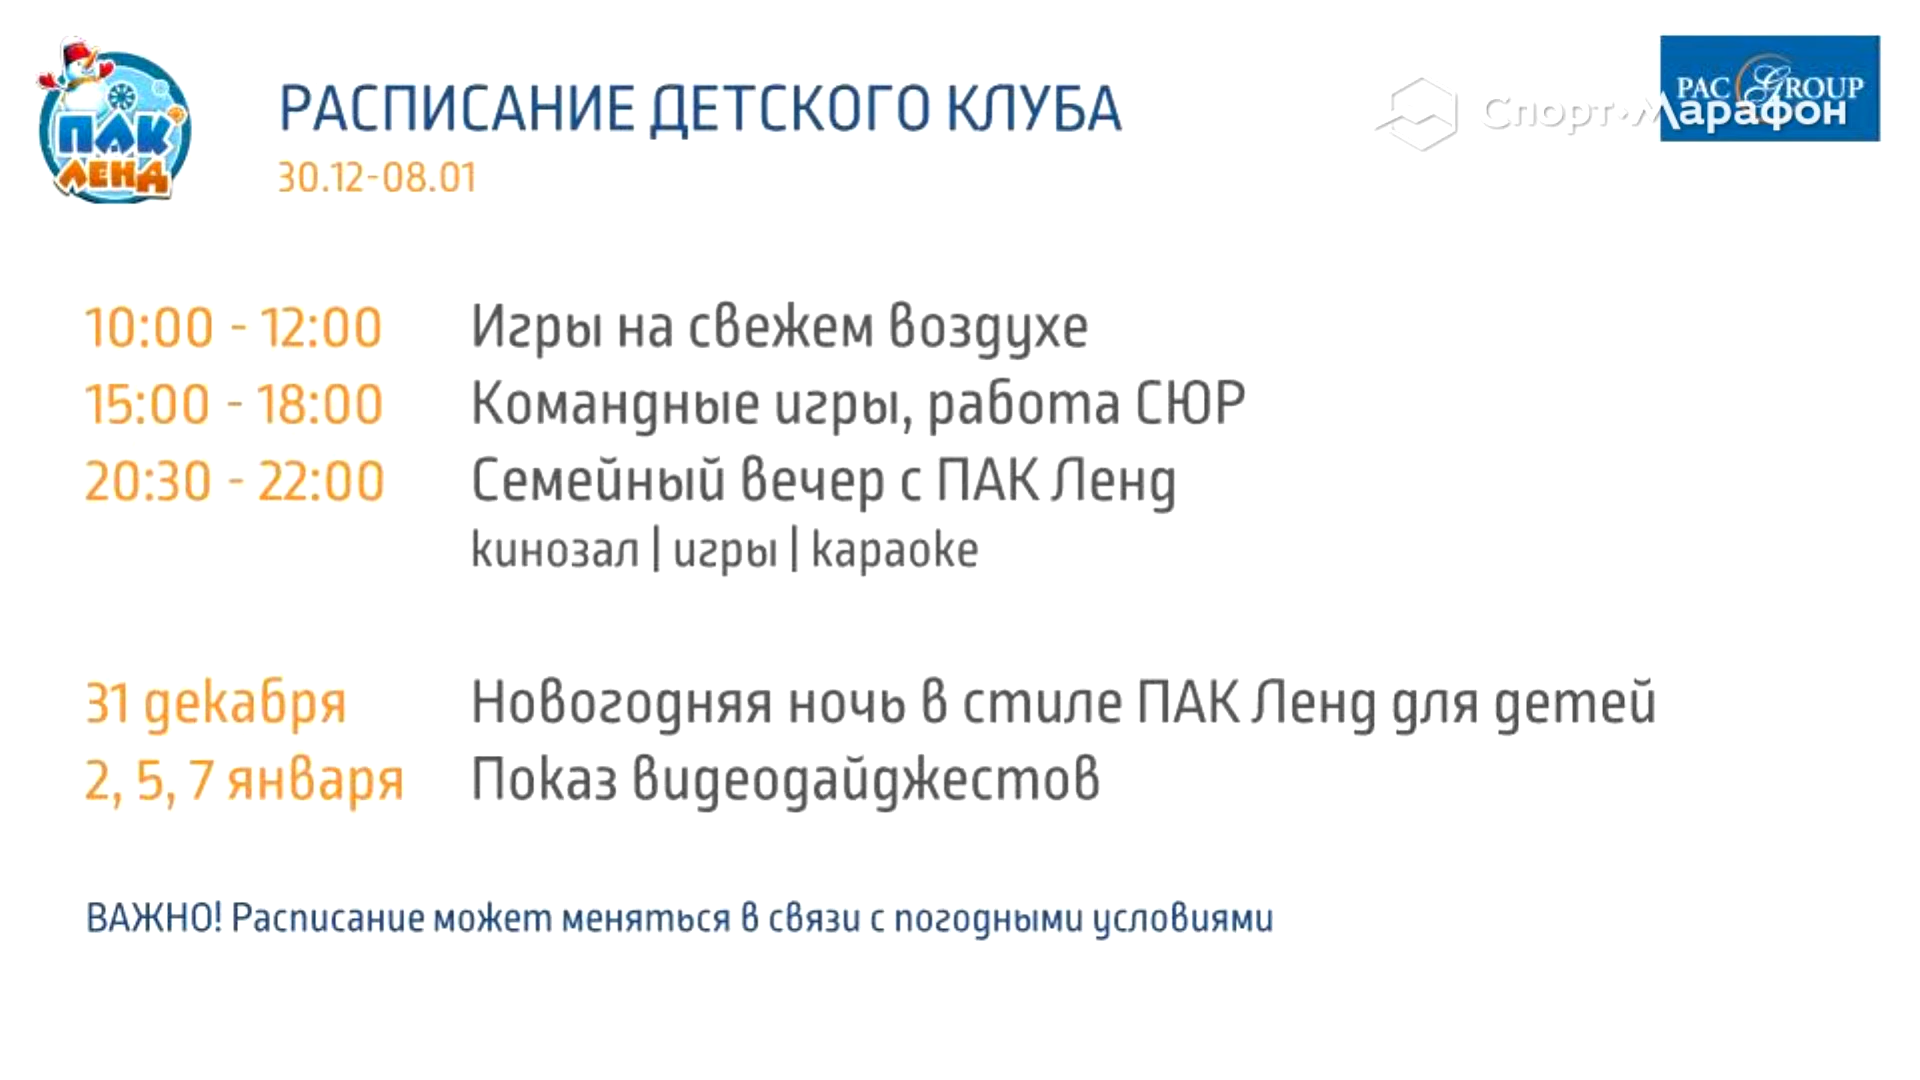 ПАК
ЛЕНД
РАСПИСАНИЕ ДЕТСКОГО КЛУБА
30.12-08.01
PAC GROUP
Спорт·Марафон
10:00 - 12:00 Игры на свежем воздухе
15:00 - 18:00 Командные игры, работа СЮР
20:30 - 22:00 Семейный вечер с ПАК Ленд
кинозал | игры | караоке
31 декабря Новогодняя ночь в стиле ПАК Ленд для детей
2, 5, 7 января Показ видеодайджестов
ВАЖНО! Расписание может меняться в связи с погодными условиями